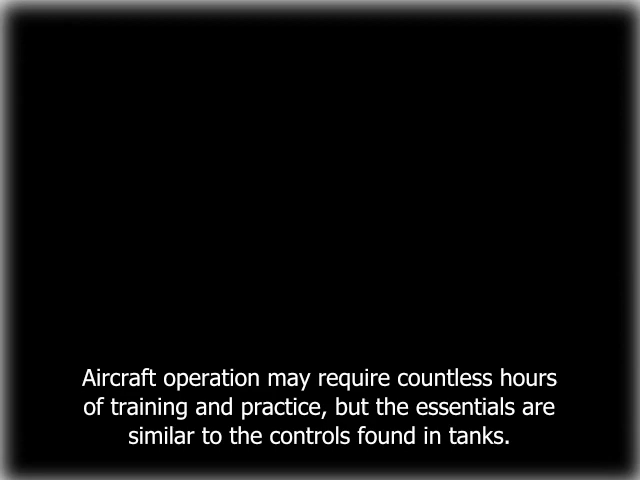 Aircraft operation may require countless hours
of training and practice, but the essentials are
similar to the controls found in tanks.